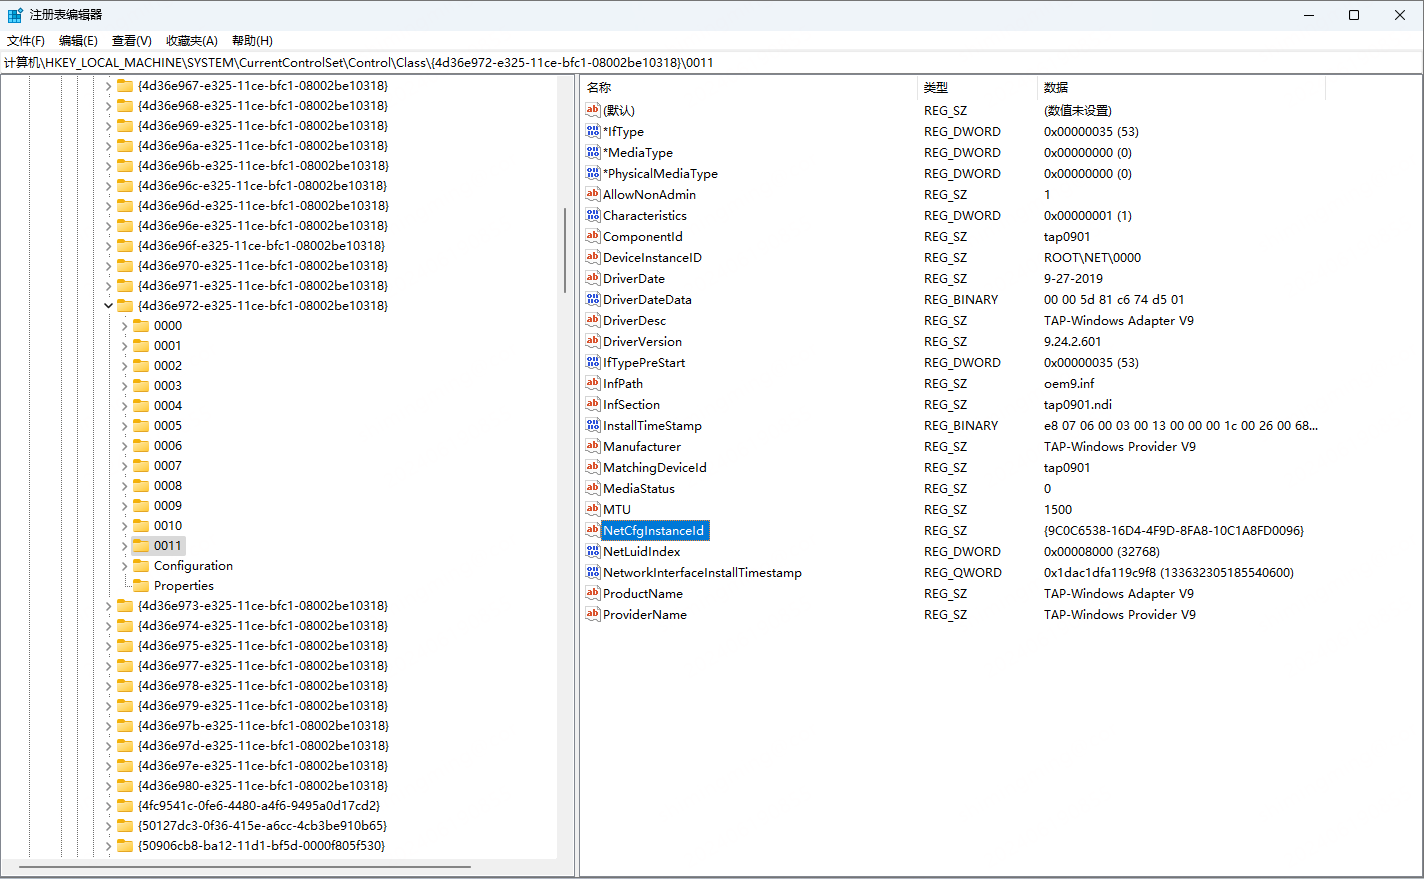 注册表编辑器
文件(F) 编辑(E) 查看(V) 收藏夹(A) 帮助(H)
计算机\HKEY_LOCAL_MACHINE\SYSTEM\CurrentControlSet\Control\Class\{4d36e972-e325-11ce-bfc1-08002be10318}\0011
{4d36e967-e325-11ce-bfc1-08002be10318}
{4d36e968-e325-11ce-bfc1-08002be10318}
{4d36e969-e325-11ce-bfc1-08002be10318}
{4d36e96a-e325-11ce-bfc1-08002be10318}
{4d36e96b-e325-11ce-bfc1-08002be10318}
{4d36e96c-e325-11ce-bfc1-08002be10318}
{4d36e96d-e325-11ce-bfc1-08002be10318}
{4d36e96e-e325-11ce-bfc1-08002be10318}
{4d36e96f-e325-11ce-bfc1-08002be10318}
{4d36e970-e325-11ce-bfc1-08002be10318}
{4d36e971-e325-11ce-bfc1-08002be10318}
{4d36e972-e325-11ce-bfc1-08002be10318}
0000
0001
0002
0003
0004
0005
0006
0007
0008
0009
0010
0011
Configuration
Properties
{4d36e973-e325-11ce-bfc1-08002be10318}
{4d36e974-e325-11ce-bfc1-08002be10318}
{4d36e975-e325-11ce-bfc1-08002be10318}
{4d36e977-e325-11ce-bfc1-08002be10318}
{4d36e978-e325-11ce-bfc1-08002be10318}
{4d36e979-e325-11ce-bfc1-08002be10318}
{4d36e97b-e325-11ce-bfc1-08002be10318}
{4d36e97d-e325-11ce-bfc1-08002be10318}
{4d36e97e-e325-11ce-bfc1-08002be10318}
{4d36e980-e325-11ce-bfc1-08002be10318}
{4fc9541c-0fe6-4480-a4f6-9495a0d17cd2}
{50127dc3-0f36-415e-a6cc-4cb3be910b65}
{50906cb8-ba12-11d1-bf5d-0000f805f530}
名称 类型 数据
(默认) REG_SZ (数值未设置)
*IfType REG_DWORD 0x00000035 (53)
*MediaType REG_DWORD 0x00000000 (0)
*PhysicalMediaType REG_DWORD 0x00000000 (0)
AllowNonAdmin REG_SZ 1
Characteristics REG_DWORD 0x00000001 (1)
ComponentId REG_SZ tap0901
DeviceInstanceID REG_SZ ROOT\NET\0000
DriverDate REG_SZ 9-27-2019
DriverDateData REG_BINARY 00 00 5d 81 c6 74 d5 01
DriverDesc REG_SZ TAP-Windows Adapter V9
DriverVersion REG_SZ 9.24.2.601
IfTypePreStart REG_DWORD 0x00000035 (53)
InfPath REG_SZ oem9.inf
InfSection REG_SZ tap0901.ndi
InstallTimeStamp REG_BINARY e8 07 06 00 03 00 13 00 00 00 1c 00 26 00 68...
Manufacturer REG_SZ TAP-Windows Provider V9
MatchingDeviceId REG_SZ tap0901
MediaStatus REG_SZ 0
MTU REG_SZ 1500
NetCfgInstanceId REG_SZ {9C0C6538-16D4-4F9D-8FA8-10C1A8FD0096}
NetLuidIndex REG_DWORD 0x00008000 (32768)
NetworkInterfaceInstallTimestamp REG_QWORD 0x1dac1dfa119c9f8 (133632305185540600)
ProductName REG_SZ TAP-Windows Adapter V9
ProviderName REG_SZ TAP-Windows Provider V9